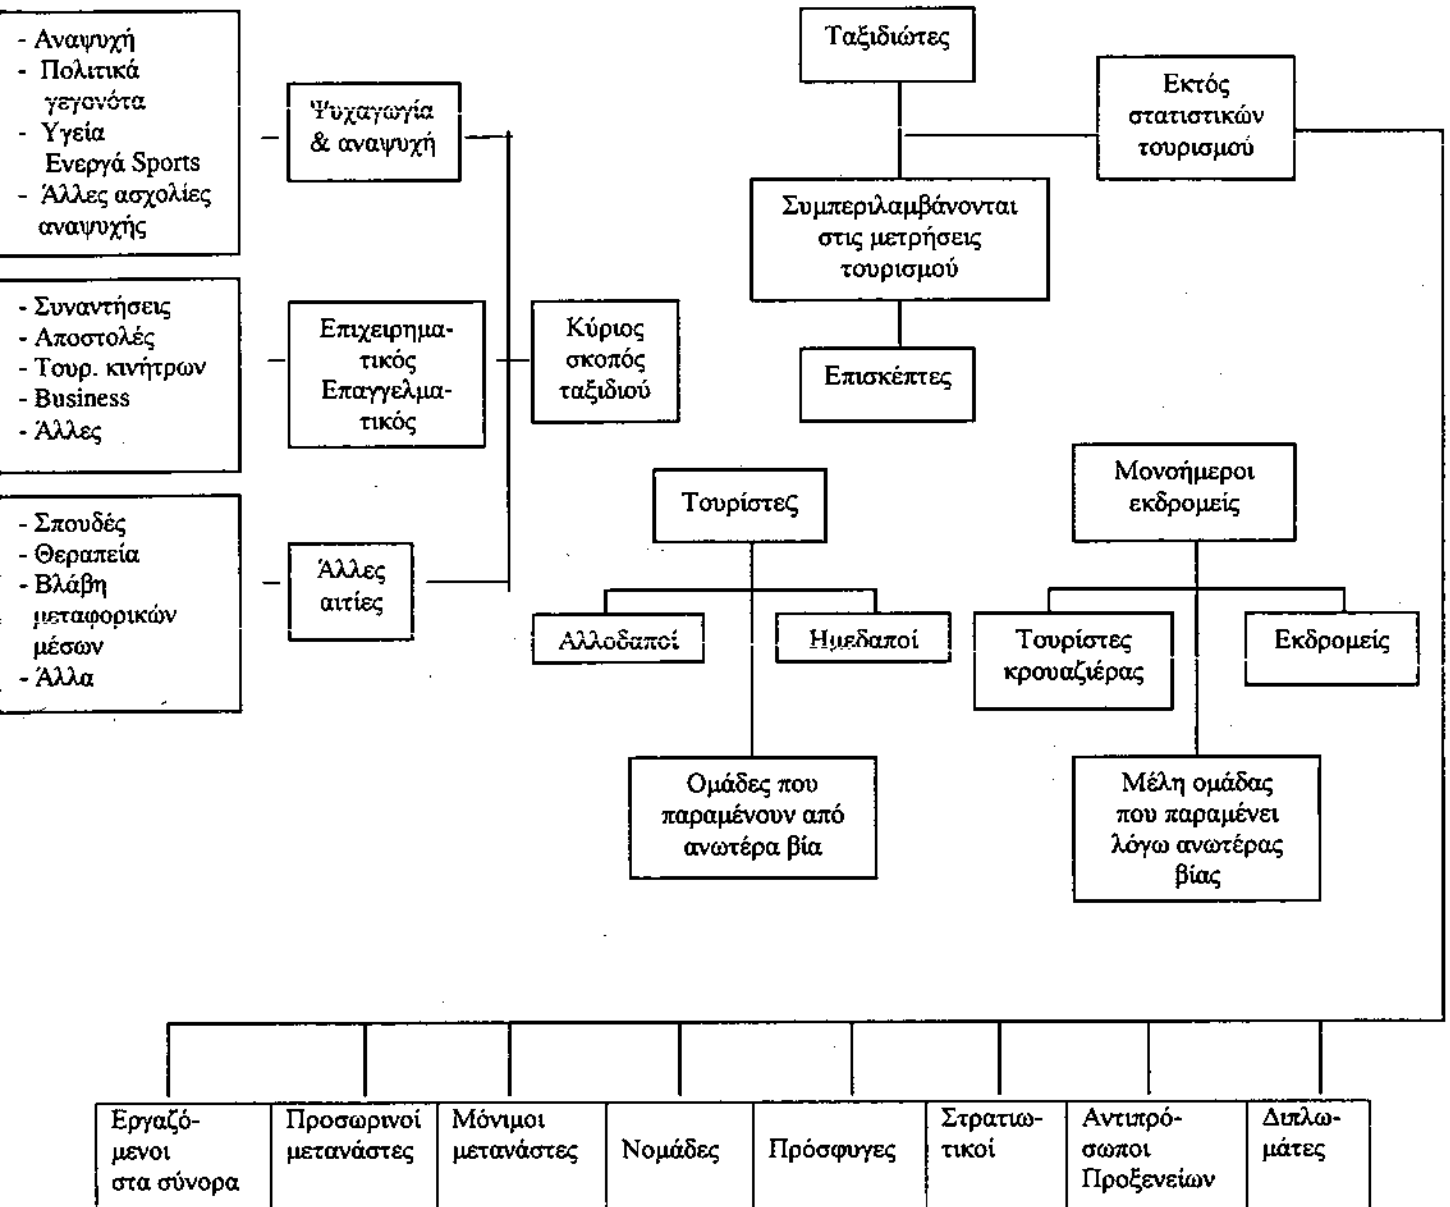 - Αναψυχή
- Πολιτικά
γεγονότα
- Υγεία
Ενεργά Sports
- Άλλες ασχολίες
αναψυχής
Ψυχαγωγία
& αναψυχή
- Συναντήσεις
- Αποστολές
- Τουρ. κινήτρων
- Business
- Άλλες
Επιχειρημα-
τικός
Επαγγελμα-
τικός
Κύριος
σκοπός
ταξιδιού
- Σπουδές
- Θεραπεία
- Βλάβη
μεταφορικών
μέσων
- Άλλα
Άλλες
αιτίες
Ταξιδιώτες
Εκτός
στατιστικών
τουρισμού
Συμπεριλαμβάνονται
στις μετρήσεις
τουρισμού
Επισκέπτες
Τουρίστες
Μονοήμεροι
εκδρομείς
Αλλοδαποί
Ημεδαποί
Τουρίστες
κρουαζιέρας
Εκδρομείς
Ομάδες που
παραμένουν από
ανωτέρα βία
Μέλη ομάδας
που παραμένει
λόγω ανωτέρας
βίας
Εργαζό-
μενοι
στα σύνορα
Προσωρινοί
μετανάστες
Μόνιμοι
μετανάστες
Νομάδες
Πρόσφυγες
Στρατιω-
τικοί
Αντιπρό-
σωποι
Προξενείων
Διπλω-
μάτες